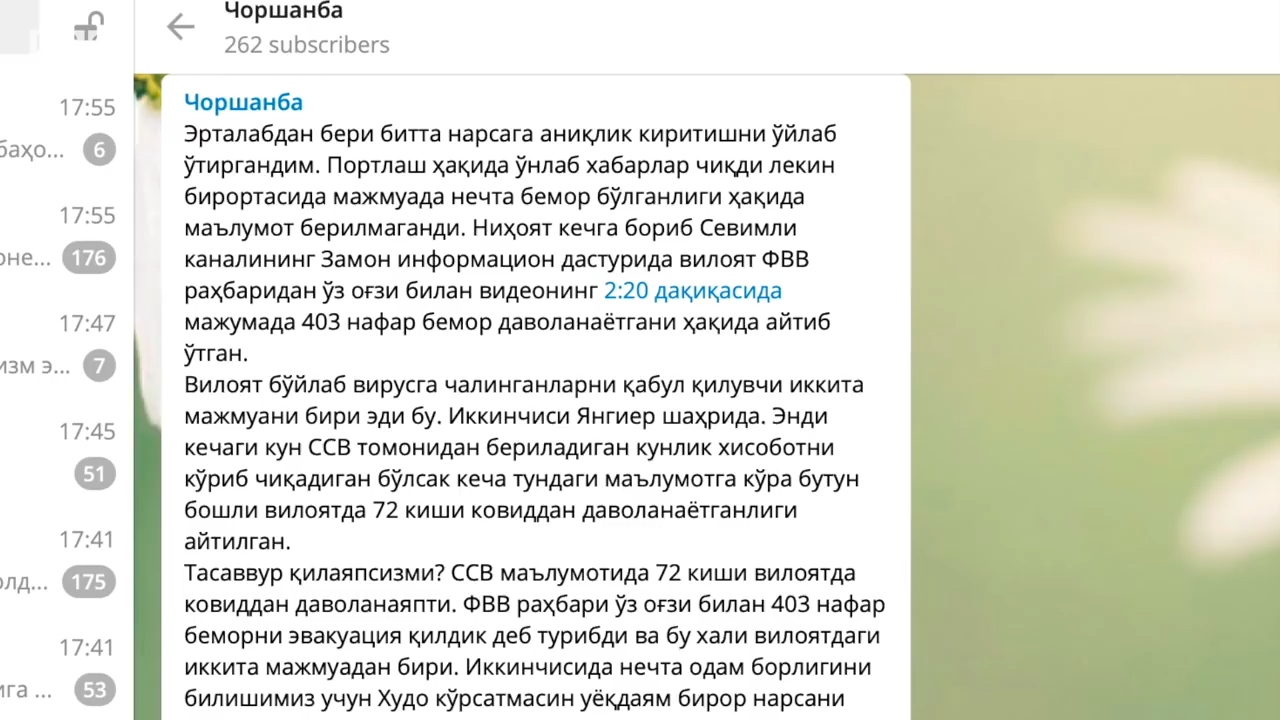 Чоршанба
262 subscribers
17:55
баҳо... 6
17:55
оне... 176
17:47
изм э... 7
17:45
51
17:41
олд... 175
17:41
ига ... 53
Чоршанба
Эрталабдан бери битта нарсага аниқлик киритишни ўйлаб
ўтиргандим. Портлаш ҳақида ўнлаб хабарлар чиқди лекин
бирортасида мажмуада нечта бемор бўлганлиги ҳақида
маълумот берилмаганди. Ниҳоят кечга бориб Севимли
каналининг Замон информацион дастурида вилоят ФВВ
раҳбаридан ўз оғзи билан видеонинг 2:20 дақиқасида
мажумада 403 нафар бемор даволанаётгани ҳақида айтиб
ўтган.
Вилоят бўйлаб вирусга чалинганларни қабул қилувчи иккита
мажмуани бири эди бу. Иккинчиси Янгиер шаҳрида. Энди
кечаги кун ССВ томонидан бериладиган кунлик хисоботни
кўриб чиқадиган бўлсак кеча тундаги маълумотга кўра бутун
бошли вилоятда 72 киши ковиддан даволанаётганлиги
айтилган.
Тасаввур қилаяпсизми? ССВ маълумотида 72 киши вилоятда
ковиддан даволанаяпти. ФВВ раҳбари ўз оғзи билан 403 нафар
беморни эвакуация қилдик деб турибди ва бу хали вилоятдаги
иккита мажмуадан бири. Иккинчисида нечта одам борлигини
билишимиз учун Худо кўрсатмасин уёқдаям бирор нарсани